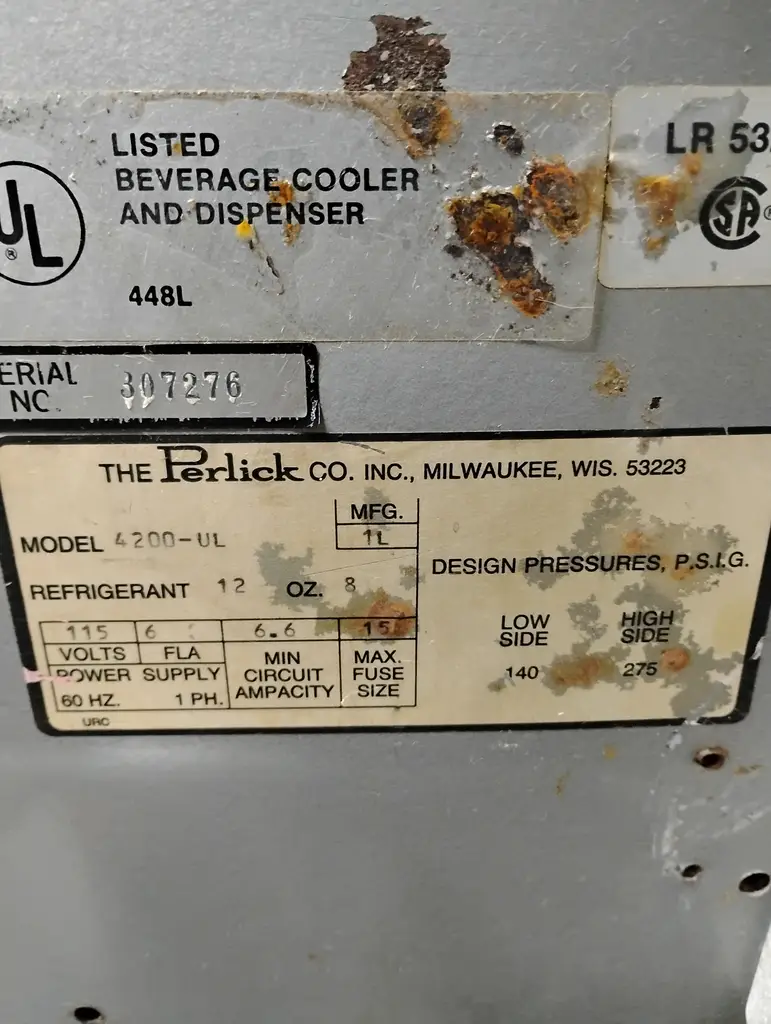 LISTED
BEVERAGE COOLER
AND DISPENSER
UL
®
448L
LR 53
SA
®
ERIAL
NO.
307276
THE Perlick CO. INC., MILWAUKEE, WIS. 53223
MFG.
1L
MODEL 4200-UL
REFRIGERANT 12 OZ. 8
DESIGN PRESSURES, P.S.I.G.
LOW SIDE
HIGH SIDE
140
275
115 6 6.6 15
VOLTS FLA
MIN CIRCUIT AMPACITY
MAX. FUSE SIZE
POWER SUPPLY
60 HZ. 1 PH.
URC